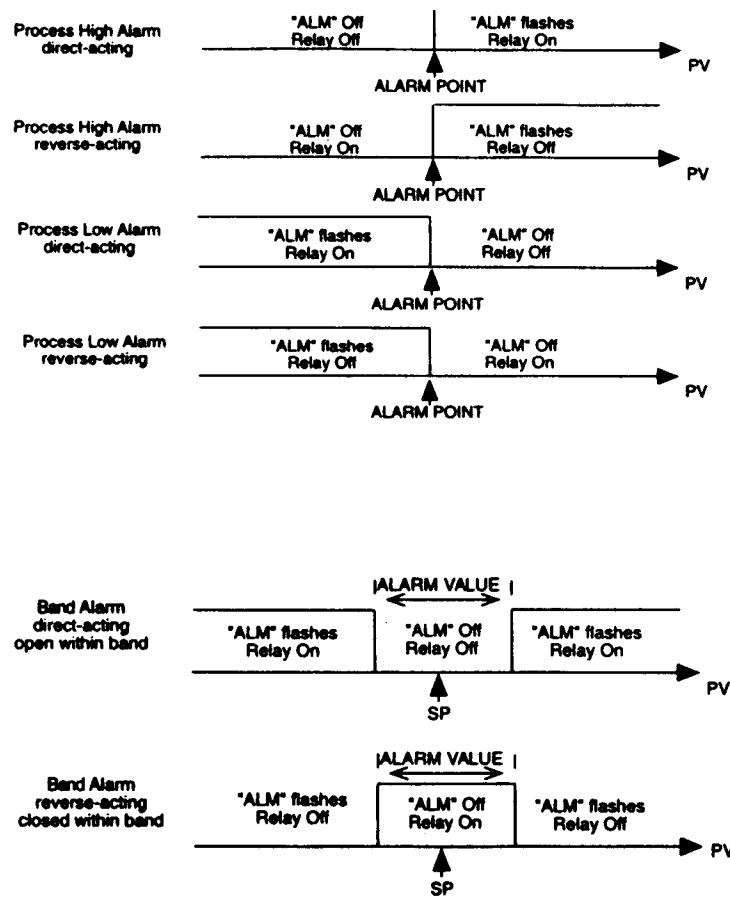 Process High Alarm
direct-acting
"ALM" Off
Relay Off
"ALM" flashes
Relay On
PV
ALARM POINT
Process High Alarm
reverse-acting
"ALM" Off
Relay On
"ALM" flashes
Relay Off
PV
ALARM POINT
Process Low Alarm
direct-acting
"ALM" flashes
Relay On
"ALM" Off
Relay Off
PV
ALARM POINT
Process Low Alarm
reverse-acting
"ALM" flashes
Relay Off
"ALM" Off
Relay On
PV
ALARM POINT
ALARM VALUE
Band Alarm
direct-acting
open within band
"ALM" flashes
Relay On
"ALM" Off
Relay Off
"ALM" flashes
Relay On
PV
SP
ALARM VALUE
Band Alarm
reverse-acting
closed within band
"ALM" flashes
Relay Off
"ALM" Off
Relay On
"ALM" flashes
Relay Off
PV
SP